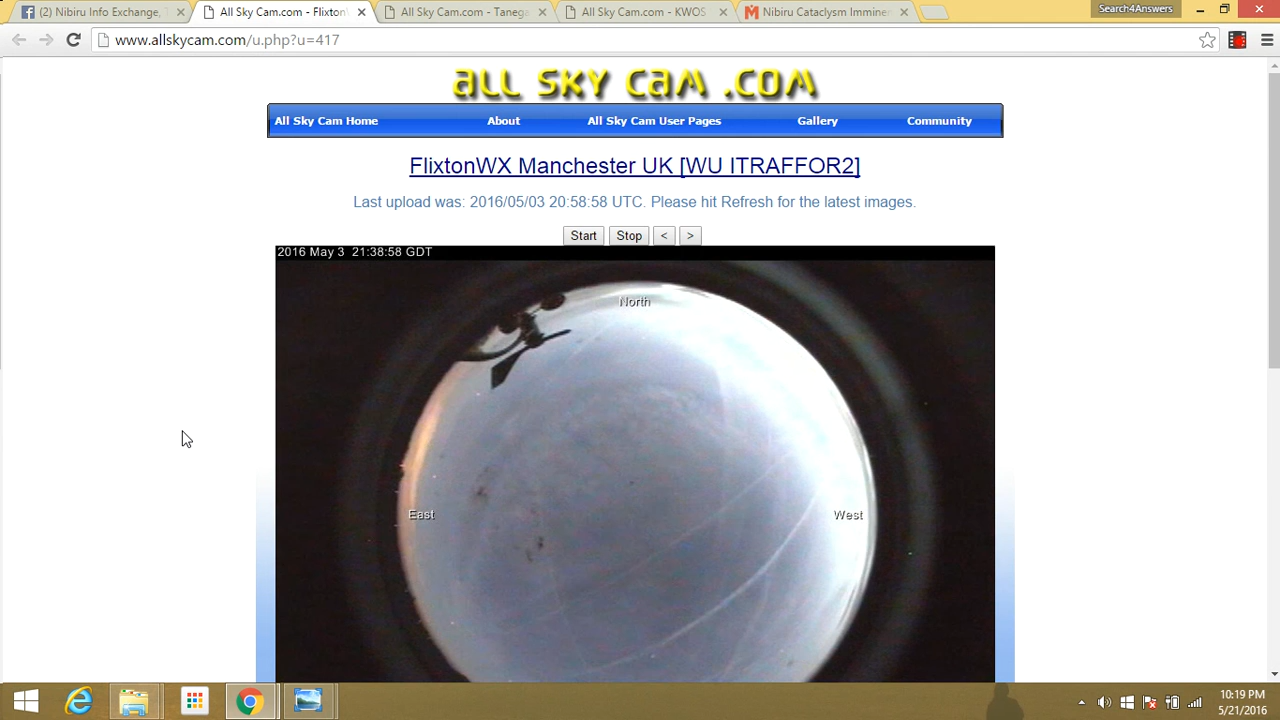 (2) Nibiru Info Exchange, T
All Sky Cam.com - Flixton
All Sky Cam.com - Taneg
All Sky Cam.com - KWOS
Nibiru Cataclysm Imminen
Search4Answers
www.allskycam.com/u.php?u=417
ALL SKY CAM .COM
All Sky Cam Home
About
All Sky Cam User Pages
Gallery
Community
FlixtonWX Manchester UK [WU ITRAFFOR2]
Last upload was: 2016/05/03 20:58:58 UTC. Please hit Refresh for the latest images.
Start
Stop
<
>
2016 May 3 21:38:58 GDT
North
East
West
10:19 PM
5/21/2016